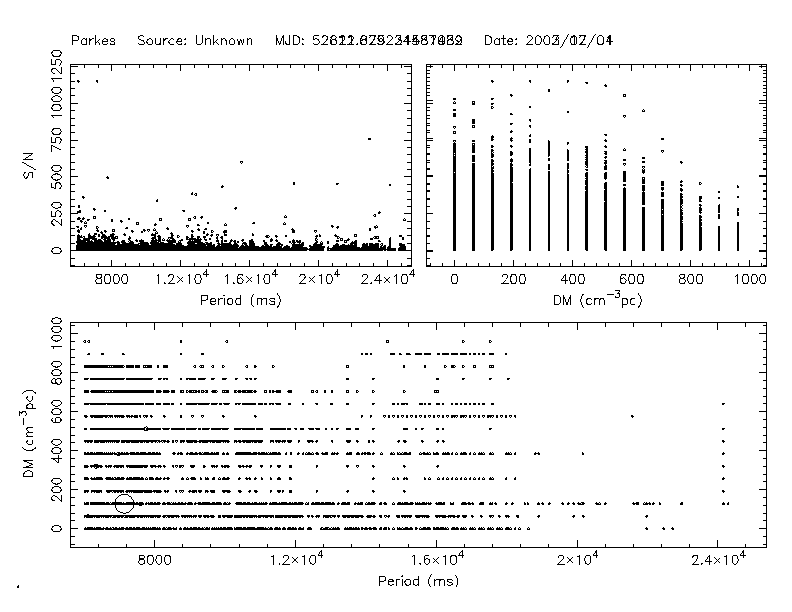 Parkes Source: Unknown MJD: Date:
S/N
0 250 500 750 1000 1250
8000 1.2×10⁴ 1.6×10⁴ 2×10⁴ 2.4×10⁴
Period (ms)
0 200 400 600 800 1000
DM (cm⁻³pc)
DM (cm⁻³pc)
0 200 400 600 800 1000
8000 1.2×10⁴ 1.6×10⁴ 2×10⁴ 2.4×10⁴
Period (ms)